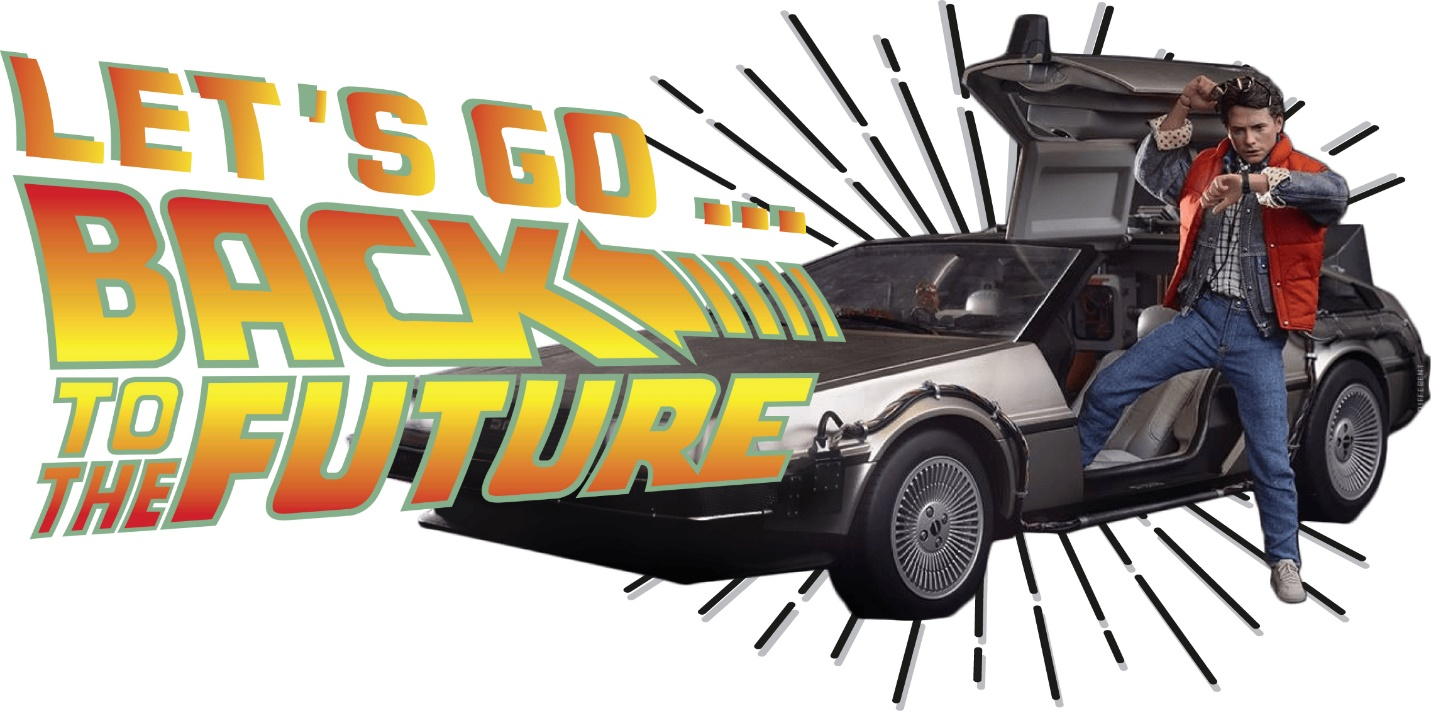 LET'S GO ...
BACK
TO THE FUTURE